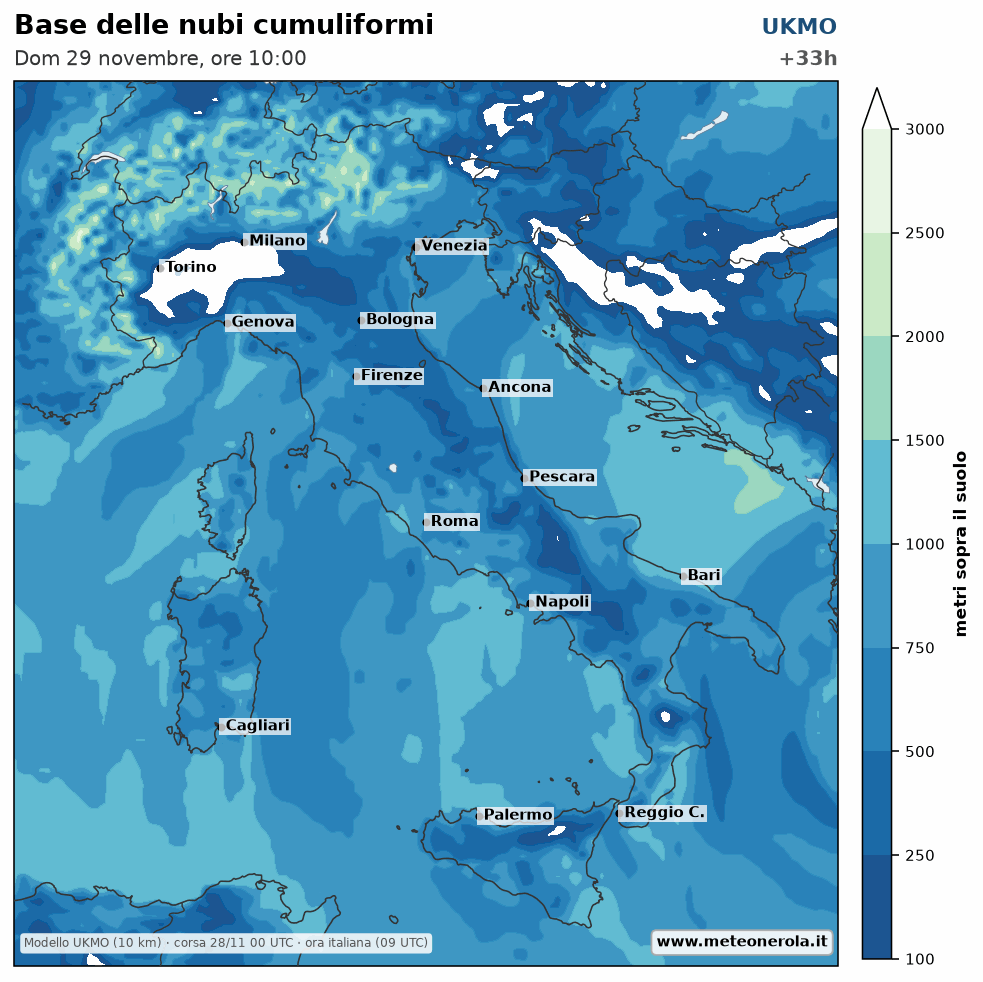 Base delle nubi cumuliformi
UKMO
Dom 29 novembre, ore 10:00
+33h
3000
2500
2000
1500
1000
750
500
250
100
metri sopra il suolo
Milano
Venezia
Torino
Genova
Bologna
Firenze
Ancona
Pescara
Roma
Bari
Napoli
Cagliari
Palermo
Reggio C.
Modello UKMO (10 km) · corsa 28/11 00 UTC · ora italiana (09 UTC)
www.meteonerola.it